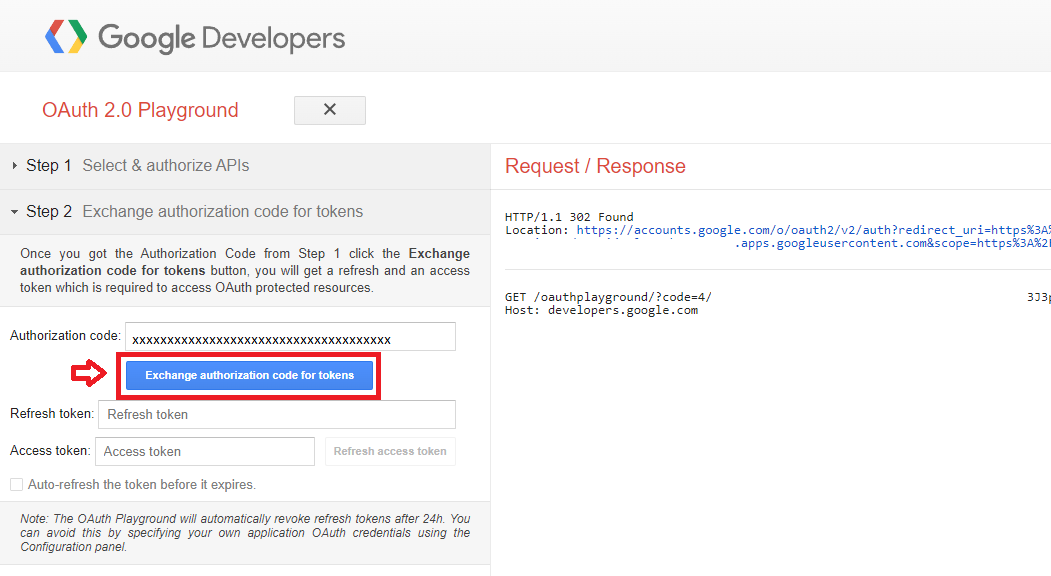 Google Developers
OAuth 2.0 Playground
Step 1 Select & authorize APIs
Step 2 Exchange authorization code for tokens
Once you got the Authorization Code from Step 1 click the Exchange
authorization code for tokens button, you will get a refresh and an access
token which is required to access OAuth protected resources.
Authorization code: xxxxxxxxxxxxxxxxxxxxxxxxxxxxxxxxxxxxx
Exchange authorization code for tokens
Refresh token: Refresh token
Access token: Access token Refresh access token
Auto-refresh the token before it expires.
Note: The OAuth Playground will automatically revoke refresh tokens after 24h. You
can avoid this by specifying your own application OAuth credentials using the
Configuration panel.
Request / Response
HTTP/1.1 302 Found
Location: https://accounts.google.com/o/oauth2/v2/auth?redirect_uri=https%3A%
.apps.googleusercontent.com&scope=https%3A%2
GET /oauthplayground/?code=4/ 3J3
Host: developers.google.com